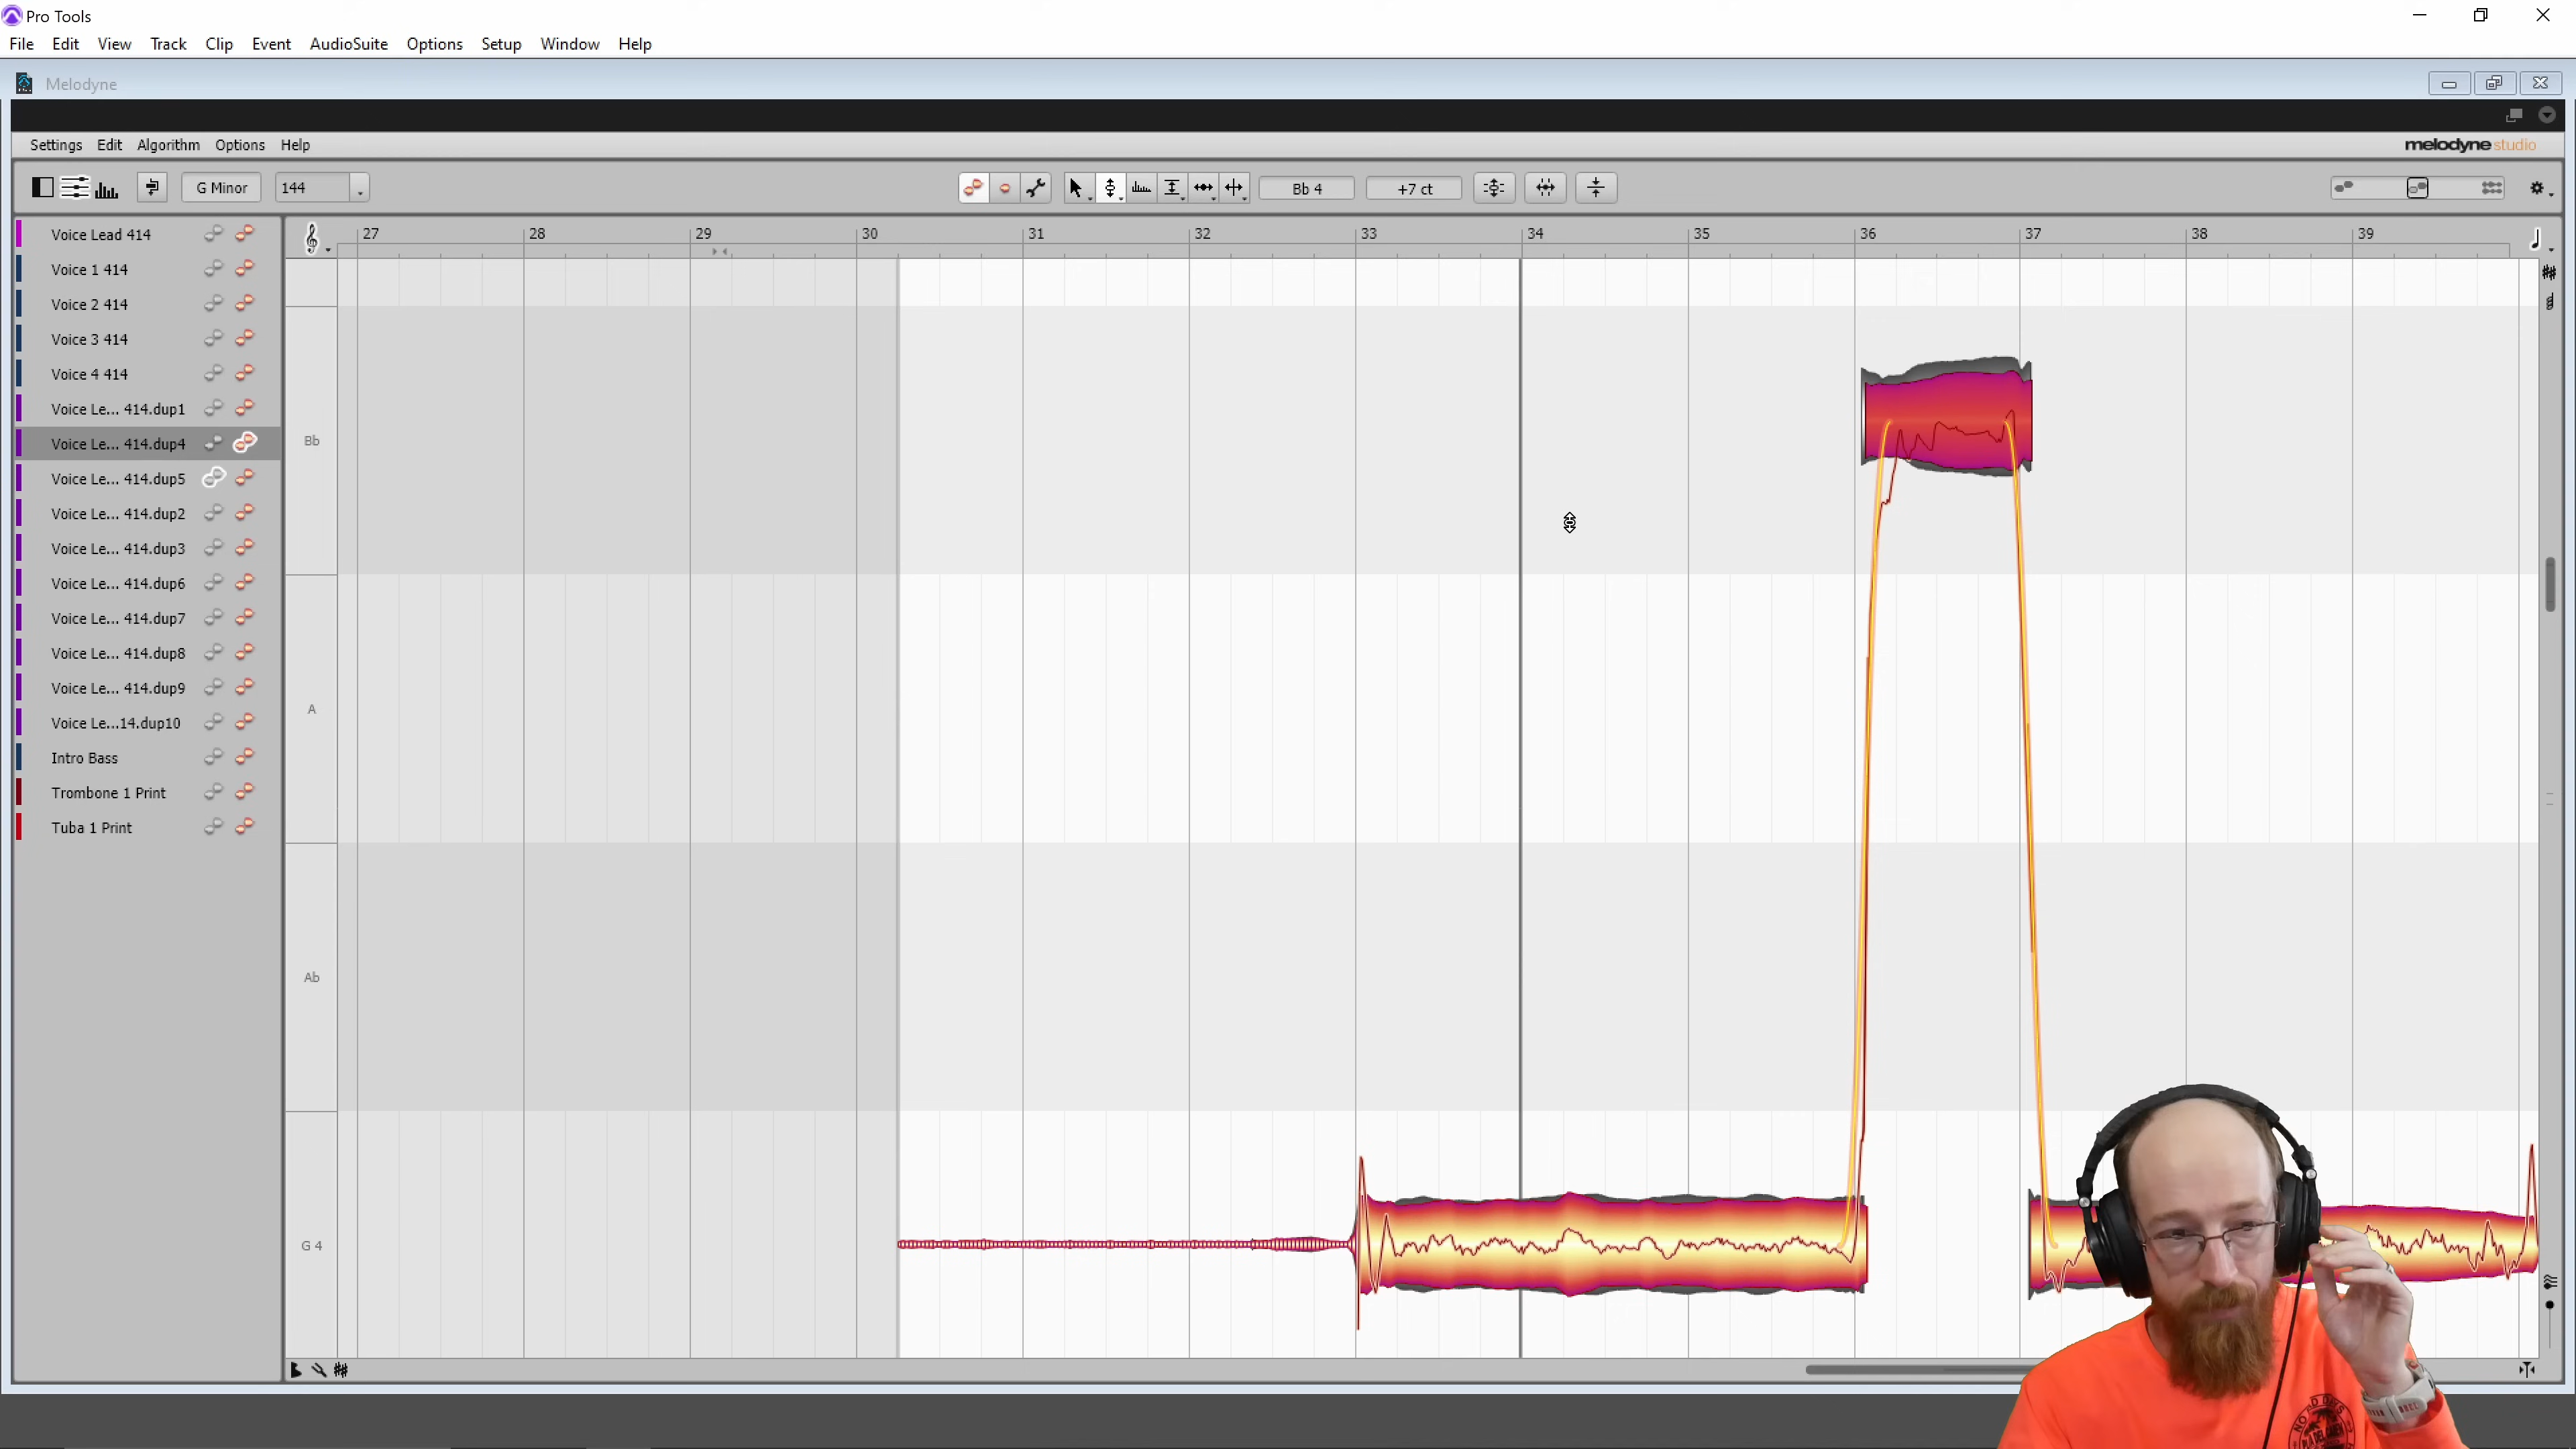 Pro Tools
File Edit View Track Clip Event AudioSuite Options Setup Window Help
Melodyne
Settings Edit Algorithm Options Help
melodyne studio
G Minor 144 Bb 4 +7 ct
27 28 29 30 31 32 33 34 35 36 37 38 39
Voice Lead 414
Voice 1 414
Voice 2 414
Voice 3 414
Voice 4 414
Voice Le... 414.dup1
Voice Le... 414.dup4
Voice Le... 414.dup5
Voice Le... 414.dup2
Voice Le... 414.dup3
Voice Le... 414.dup6
Voice Le... 414.dup7
Voice Le... 414.dup8
Voice Le... 414.dup9
Voice Le...14.dup10
Intro Bass
Trombone 1 Print
Tuba 1 Print
Bb
A
Ab
G 4